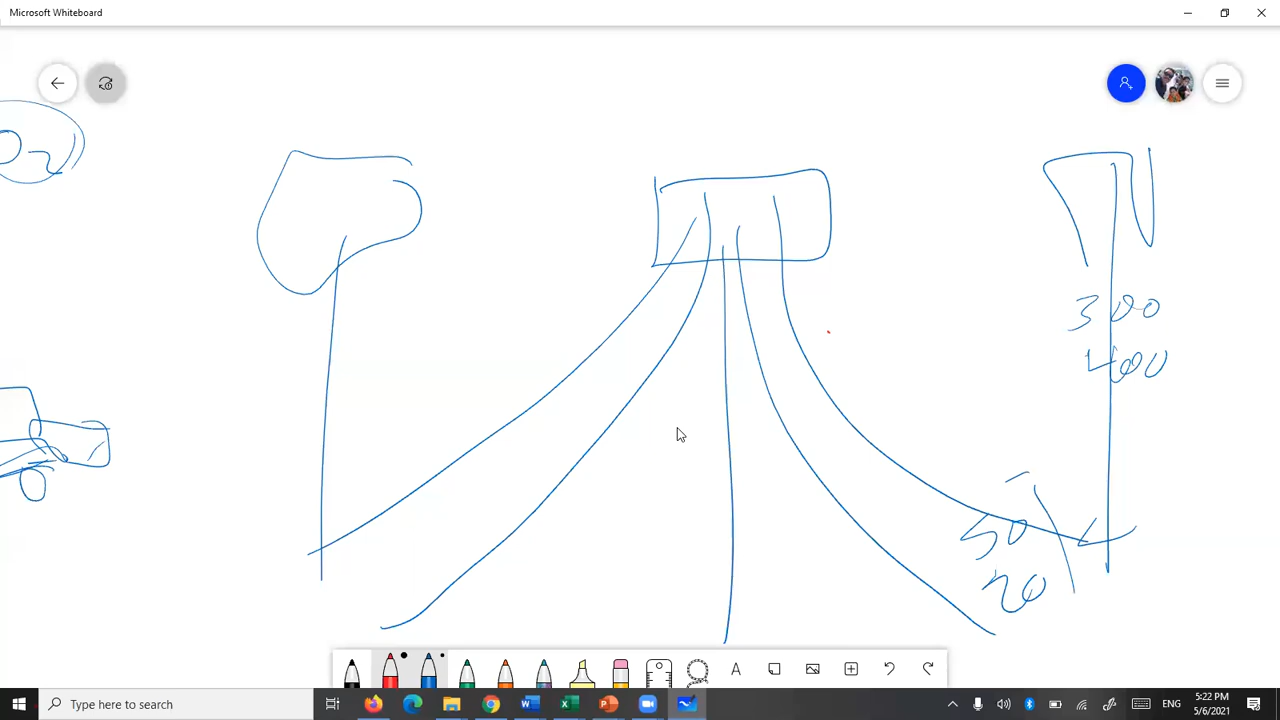 Microsoft Whiteboard
300
400
50
20
A
Type here to search
ENG
5:22 PM
5/6/2021